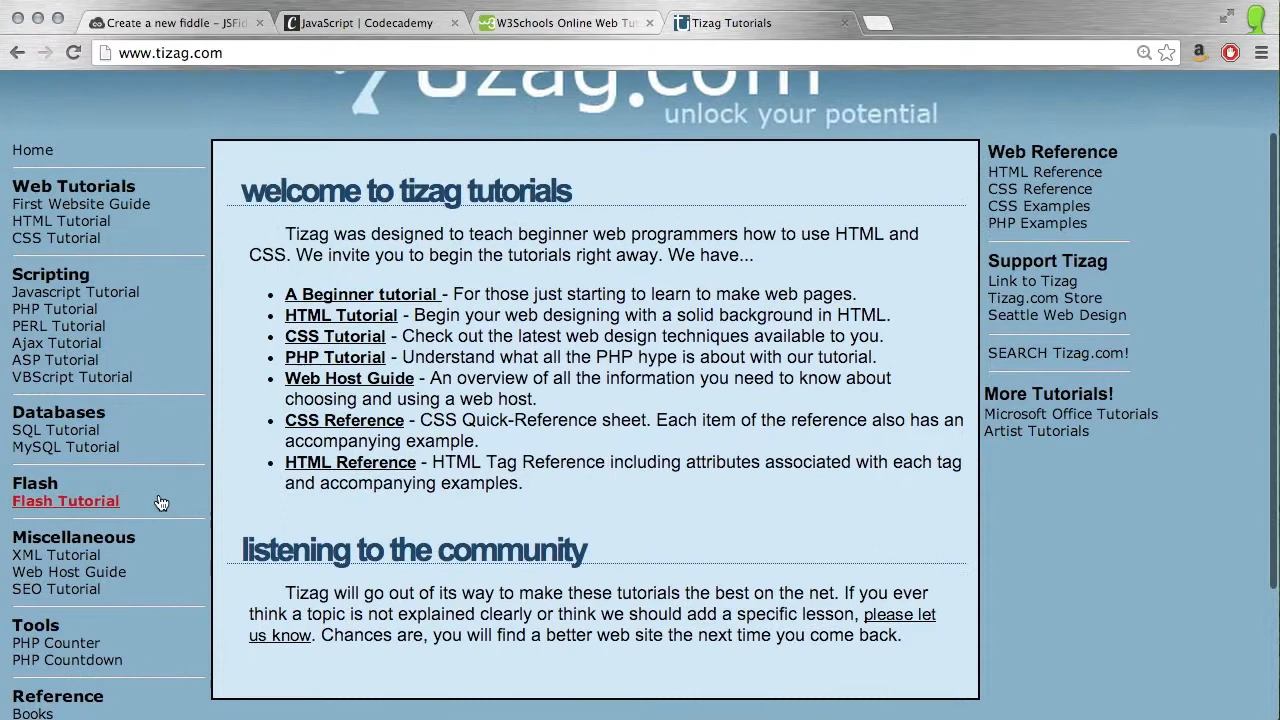 Create a new fiddle - JSFid
JavaScript | Codecademy
W3Schools Online Web Tut
Tizag Tutorials
www.tizag.com
tizag.com
unlock your potential
Home
Web Tutorials
First Website Guide
HTML Tutorial
CSS Tutorial
Scripting
Javascript Tutorial
PHP Tutorial
PERL Tutorial
Ajax Tutorial
ASP Tutorial
VBScript Tutorial
Databases
SQL Tutorial
MySQL Tutorial
Flash
Flash Tutorial
Miscellaneous
XML Tutorial
Web Host Guide
SEO Tutorial
Tools
PHP Counter
PHP Countdown
Reference
Books
welcome to tizag tutorials
Tizag was designed to teach beginner web programmers how to use HTML and
CSS. We invite you to begin the tutorials right away. We have...
• A Beginner tutorial - For those just starting to learn to make web pages.
• HTML Tutorial - Begin your web designing with a solid background in HTML.
• CSS Tutorial - Check out the latest web design techniques available to you.
• PHP Tutorial - Understand what all the PHP hype is about with our tutorial.
• Web Host Guide - An overview of all the information you need to know about
choosing and using a web host.
• CSS Reference - CSS Quick-Reference sheet. Each item of the reference also has an
accompanying example.
• HTML Reference - HTML Tag Reference including attributes associated with each tag
and accompanying examples.
listening to the community
Tizag will go out of its way to make these tutorials the best on the net. If you ever
think a topic is not explained clearly or think we should add a specific lesson, please let
us know. Chances are, you will find a better web site the next time you come back.
Web Reference
HTML Reference
CSS Reference
CSS Examples
PHP Examples
Support Tizag
Link to Tizag
Tizag.com Store
Seattle Web Design
SEARCH Tizag.com!
More Tutorials!
Microsoft Office Tutorials
Artist Tutorials